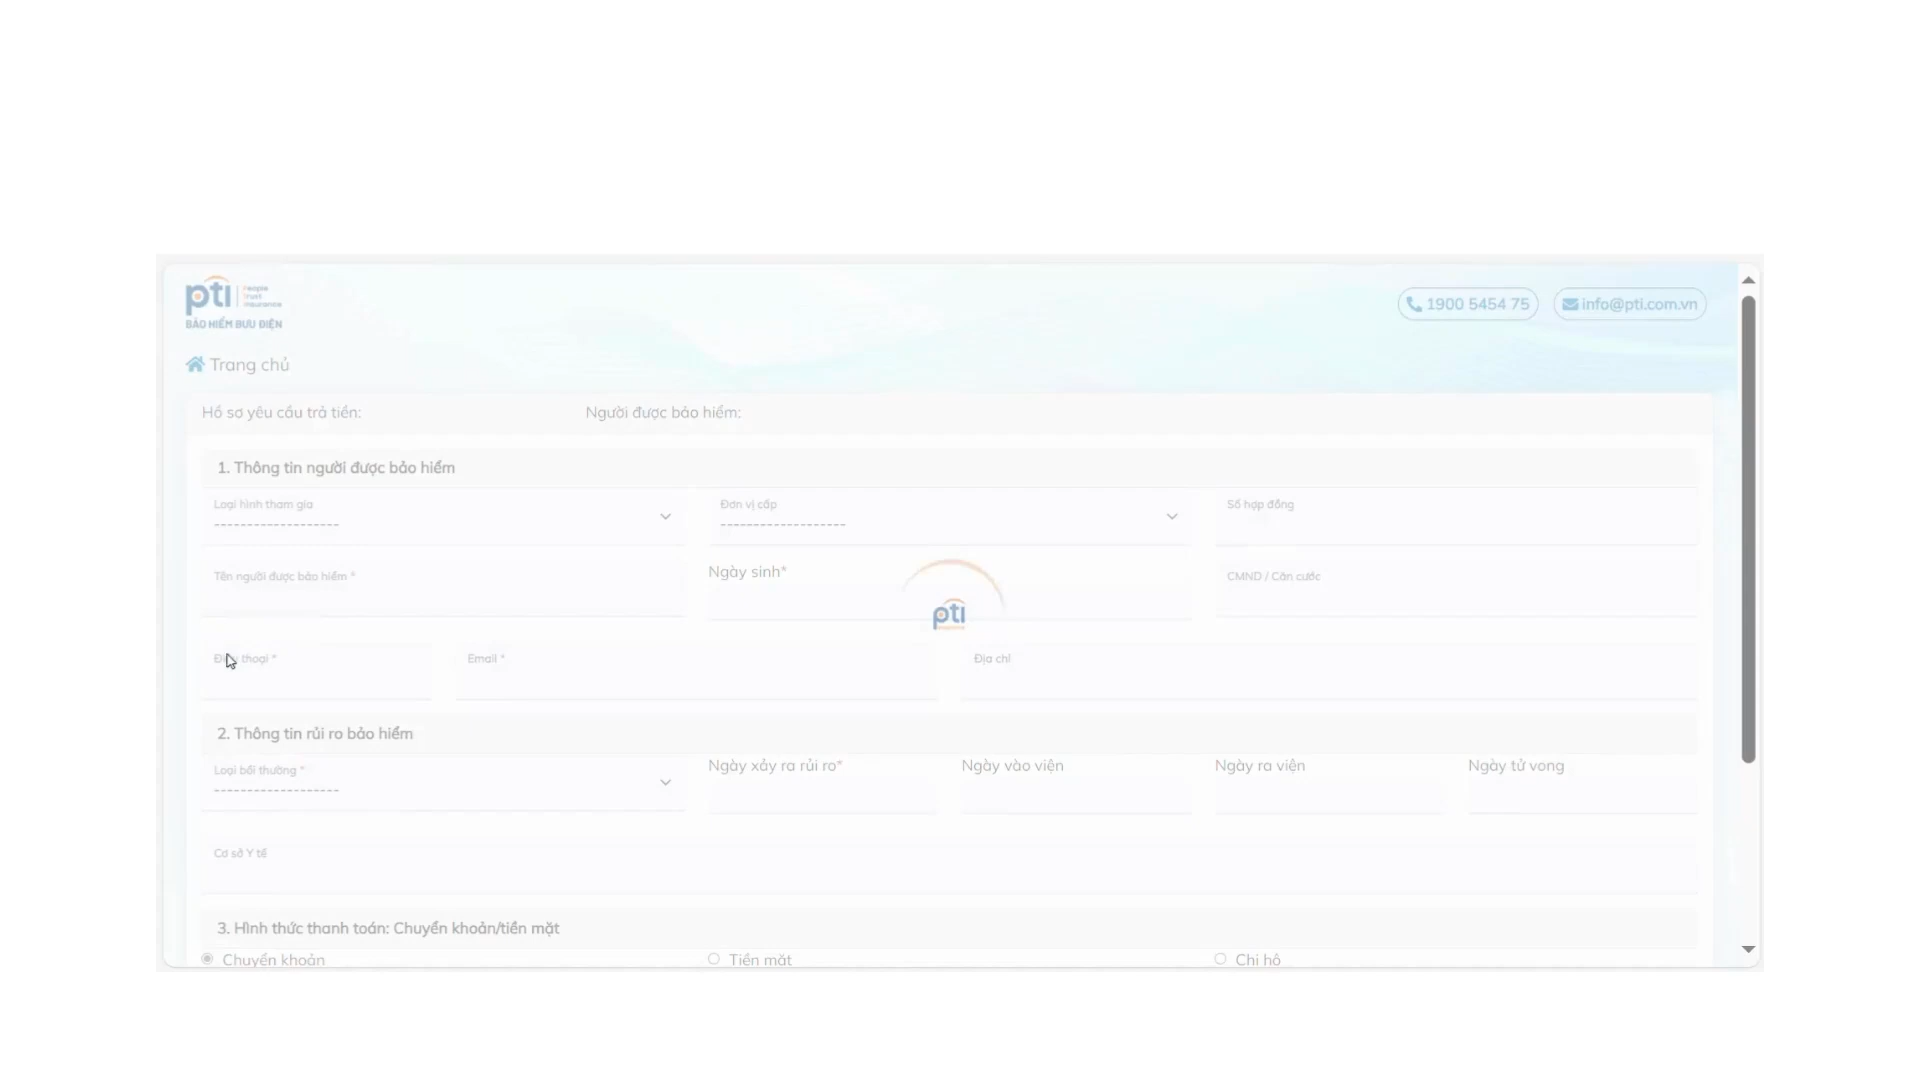 pti People Trust Insurance
BẢO HIỂM BƯU ĐIỆN
1900 5454 75
info@pti.com.vn
Trang chủ
Hồ sơ yêu cầu trả tiền:
Người được bảo hiểm:
1. Thông tin người được bảo hiểm
Loại hình tham gia
-------------------
Đơn vị cấp
-------------------
Số hợp đồng
Tên người được bảo hiểm *
Ngày sinh*
CMND / Căn cước
pti
thoại *
Email *
Địa chỉ
2. Thông tin rủi ro bảo hiểm
Loại bồi thường *
-------------------
Ngày xảy ra rủi ro*
Ngày vào viện
Ngày ra viện
Ngày tử vong
Cơ sở Y tế
3. Hình thức thanh toán: Chuyển khoản/tiền mặt
Chuyển khoản
Tiền mặt
Chi hộ